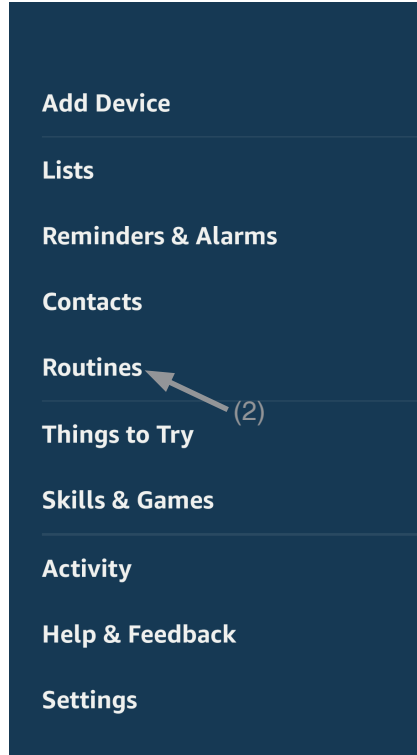 Add Device
Lists
Reminders & Alarms
Contacts
Routines
(2)
Things to Try
Skills & Games
Activity
Help & Feedback
Settings